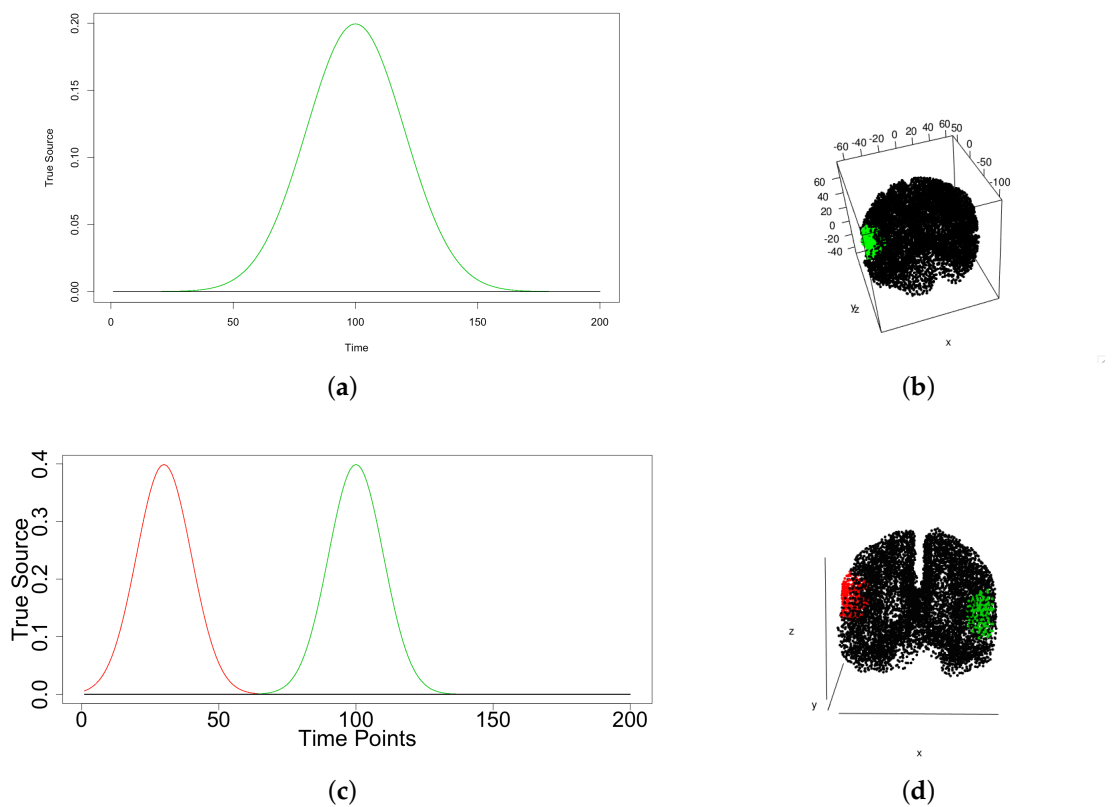 0.20
0.15
0.10
0.05
0.00
True Source
0 50 100 150 200
Time
(a)
-60 -40 -20 0 20 40 60
50 0 -50 -100
60
40
20
0
-20
-40
yz
x
(b)
0.4
0.3
0.2
0.1
0.0
True Source
0 50 100 150 200
Time Points
(c)
z
y
x
(d)